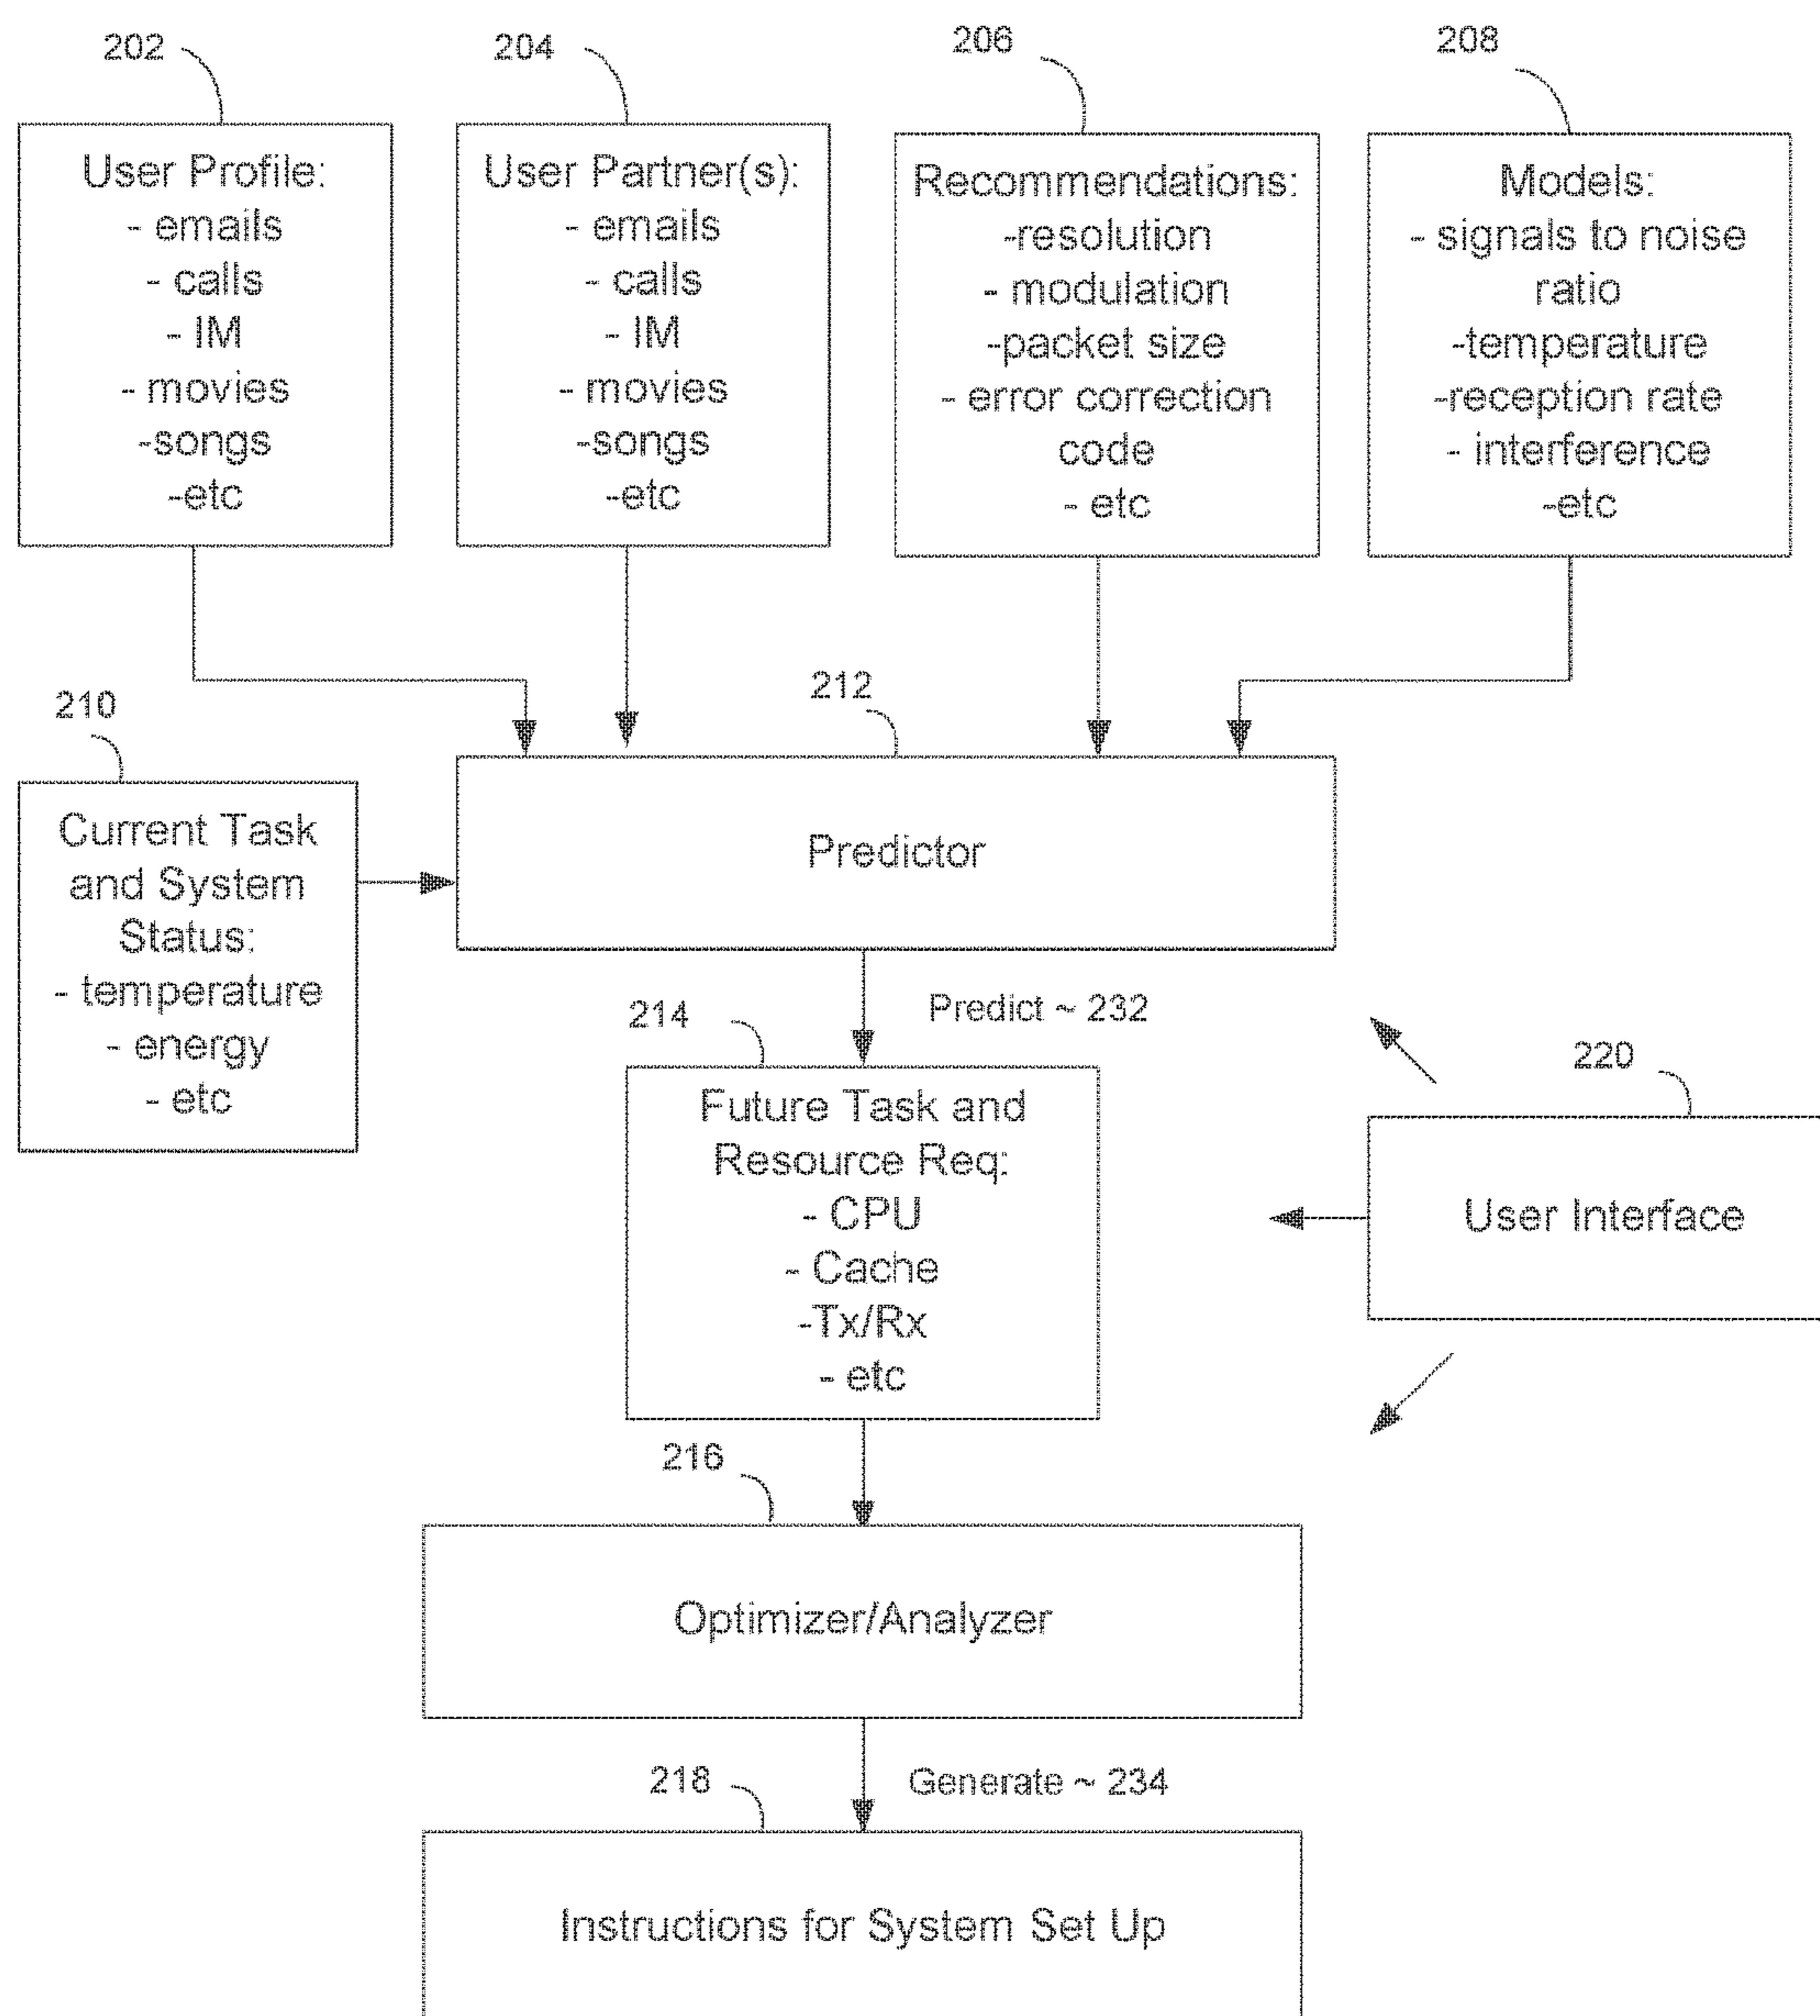 202
204
206
208
User Profile:
- emails
- calls
- IM
- movies
-songs
-etc
User Partner(s):
- emails
- calls
- IM
- movies
-songs
-etc
Recommendations:
-resolution
- modulation
-packet size
- error correction
code
- etc
Models:
- signals to noise
ratio
-temperature
-reception rate
- interference
-etc
210
212
Current Task
and System
Status:
- temperature
- energy
- etc
Predictor
214
Predict ~ 232
220
Future Task and
Resource Req:
- CPU
- Cache
-Tx/Rx
- etc
User Interface
216
Optimizer/Analyzer
218
Generate ~ 234
Instructions for System Set Up